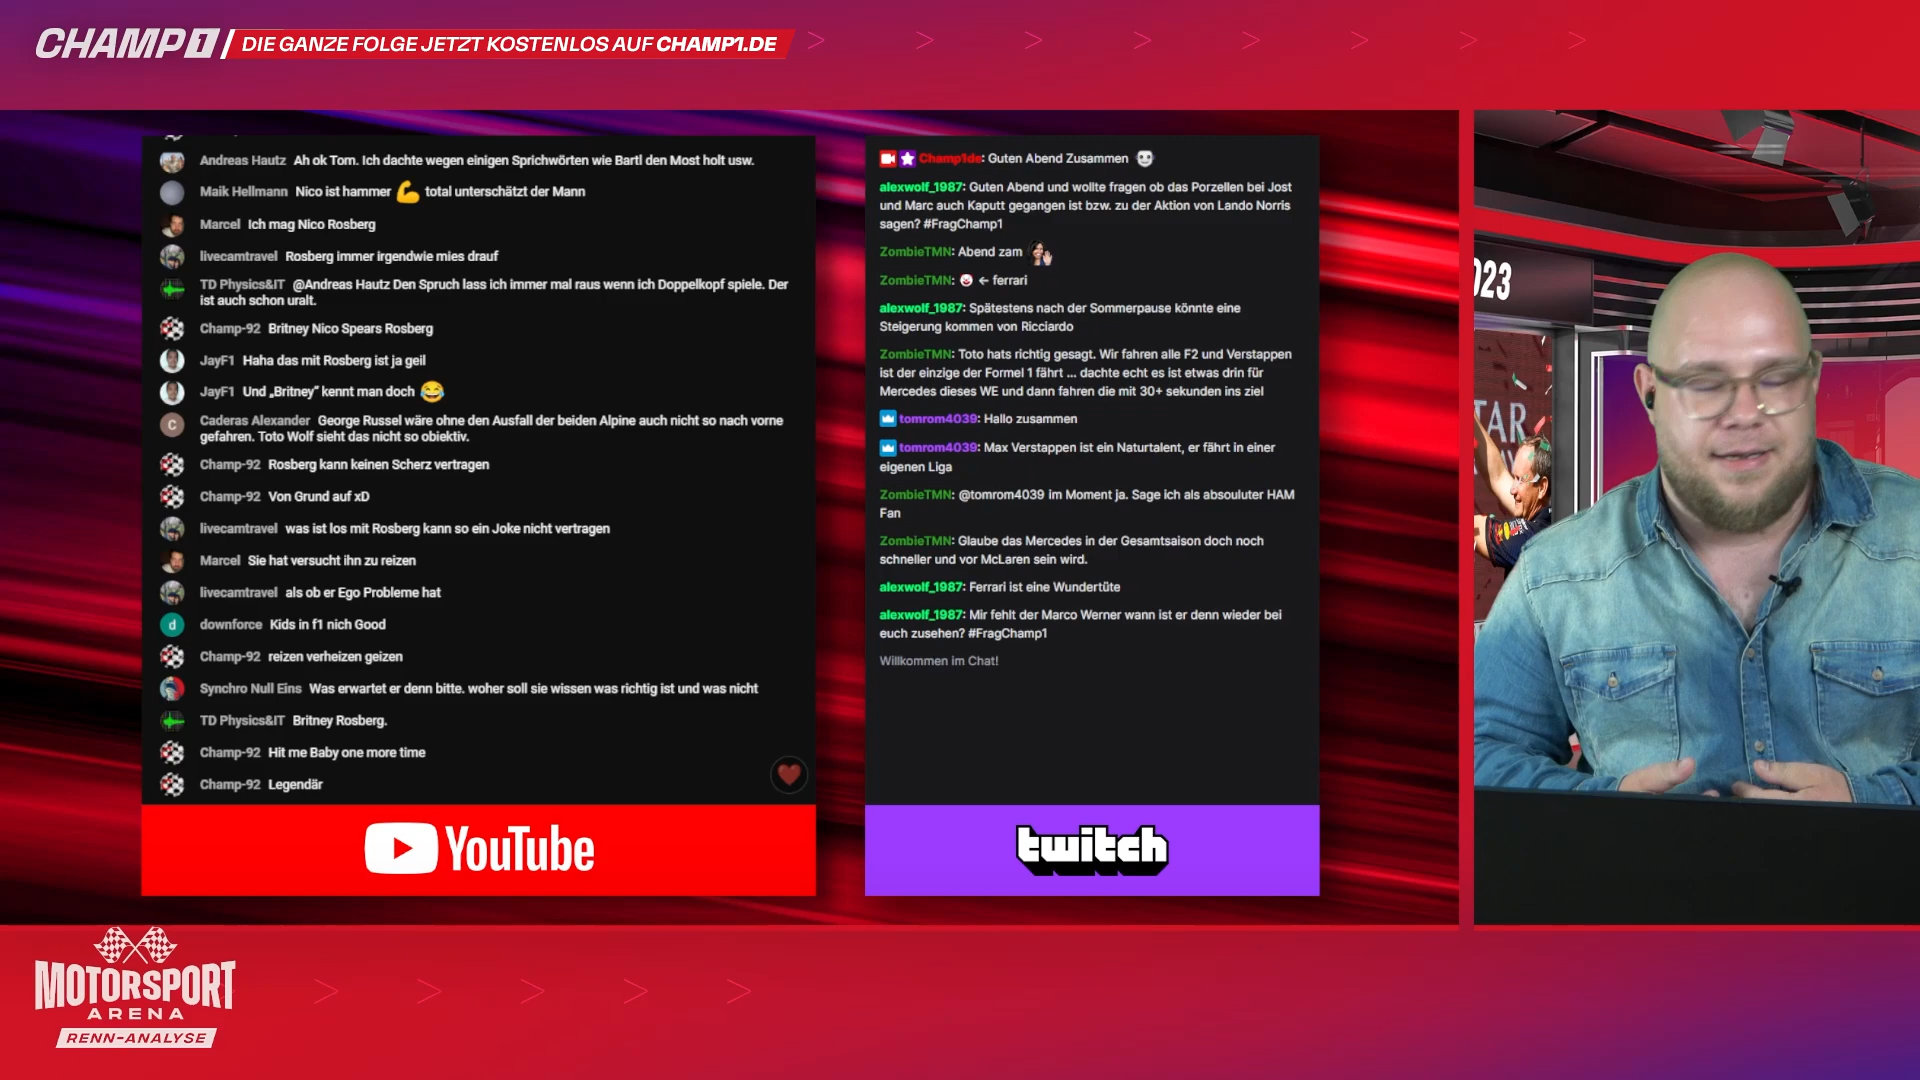 CHAMP1 DIE GANZE FOLGE JETZT KOSTENLOS AUF CHAMP1.DE
Andreas Hautz Ah ok Tom. Ich dachte wegen einigen Sprichwörten wie Bartl den Most holt usw.
Maik Hellmann Nico ist hammer 💪 total unterschätzt der Mann
Marcel Ich mag Nico Rosberg
livecamtravel Rosberg immer irgendwie mies drauf
TD Physics&IT @Andreas Hautz Den Spruch lass ich immer mal raus wenn ich Doppelkopf spiele. Der
ist auch schon uralt.
Champ-92 Britney Nico Spears Rosberg
JayF1 Haha das mit Rosberg ist ja geil
JayF1 Und „Britney“ kennt man doch 😂
C Caderas Alexander George Russel wäre ohne den Ausfall der beiden Alpine auch nicht so nach vorne
gefahren. Toto Wolf sieht das nicht so obiektiv.
Champ-92 Rosberg kann keinen Scherz vertragen
Champ-92 Von Grund auf xD
livecamtravel was ist los mit Rosberg kann so ein Joke nicht vertragen
Marcel Sie hat versucht ihn zu reizen
livecamtravel als ob er Ego Probleme hat
d downforce Kids in f1 nich Good
Champ-92 reizen verheizen geizen
Synchro Null Eins Was erwartet er denn bitte. woher soll sie wissen was richtig ist und was nicht
TD Physics&IT Britney Rosberg.
Champ-92 Hit me Baby one more time
Champ-92 Legendär
YouTube
Champ1de: Guten Abend Zusammen
alexwolf_1987: Guten Abend und wollte fragen ob das Porzellen bei Jost
und Marc auch Kaputt gegangen ist bzw. zu der Aktion von Lando Norris
sagen? #FragChamp1
ZombieTMN: Abend zam
ZombieTMN: 🤡 ← ferrari
alexwolf_1987: Spätestens nach der Sommerpause könnte eine
Steigerung kommen von Ricciardo
ZombieTMN: Toto hats richtig gesagt. Wir fahren alle F2 und Verstappen
ist der einzige der Formel 1 fährt ... dachte echt es ist etwas drin für
Mercedes dieses WE und dann fahren die mit 30+ sekunden ins ziel
tomrom4039: Hallo zusammen
tomrom4039: Max Verstappen ist ein Naturtalent, er fährt in einer
eigenen Liga
ZombieTMN: @tomrom4039 im Moment ja. Sage ich als absouluter HAM
Fan
ZombieTMN: Glaube das Mercedes in der Gesamtsaison doch noch
schneller und vor McLaren sein wird.
alexwolf_1987: Ferrari ist eine Wundertüte
alexwolf_1987: Mir fehlt der Marco Werner wann ist er denn wieder bei
euch zusehen? #FragChamp1
Willkommen im Chat!
twitch
MOTORSPORT
ARENA
RENN-ANALYSE